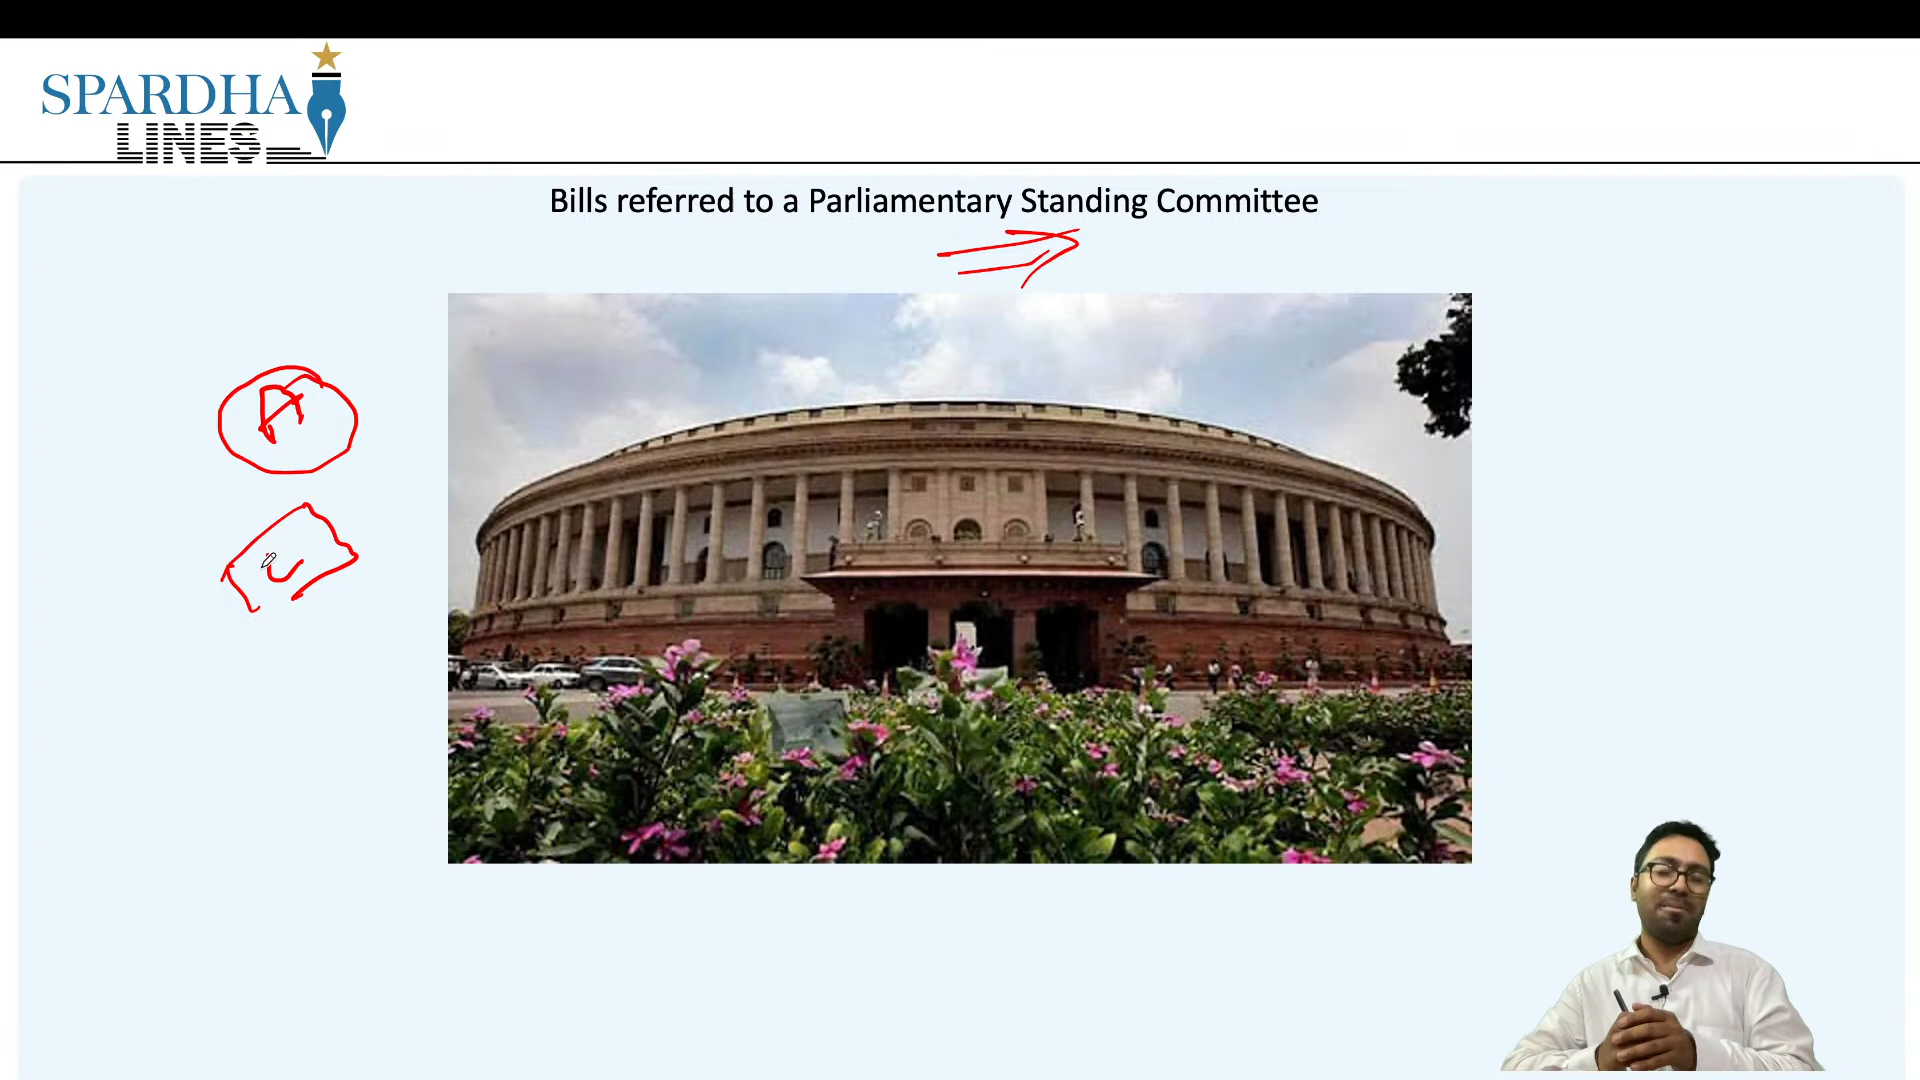 SPARDHA
LINES
Bills referred to a Parliamentary Standing Committee
A